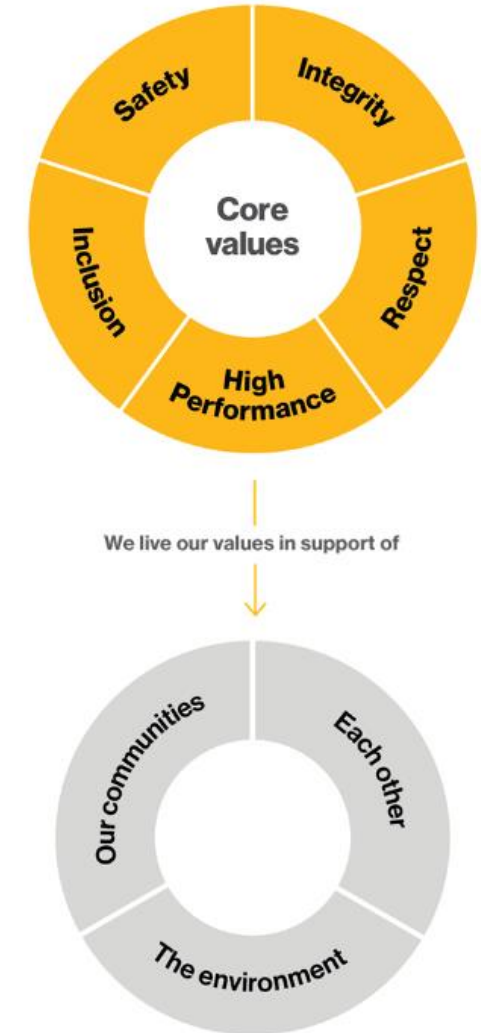 Safety
Integrity
Core
values
Inclusion
Respect
High
Performance
We live our values in support of
Our communities
Each other
The environment